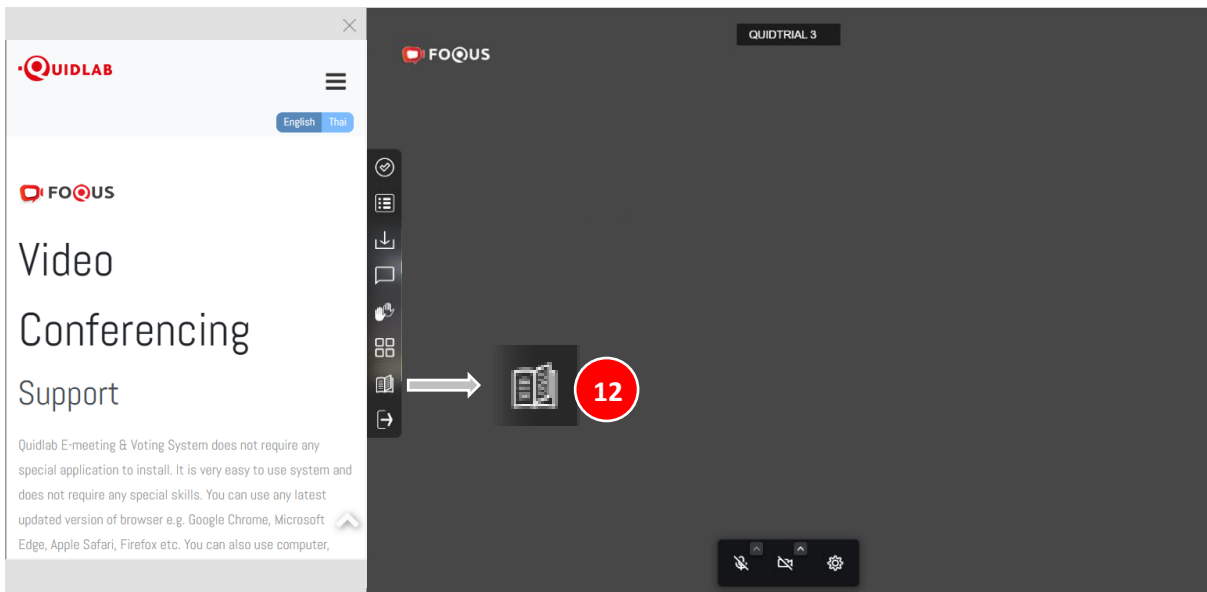 QUIDLAB
English Thai
FOQUS
Video
Conferencing
Support
Quidlab E-meeting & Voting System does not require any
special application to install. It is very easy to use system and
does not require any special skills. You can use any latest
updated version of browser e.g. Google Chrome, Microsoft
Edge, Apple Safari, Firefox etc. You can also use computer,
FOQUS
QUIDTRIAL 3
12